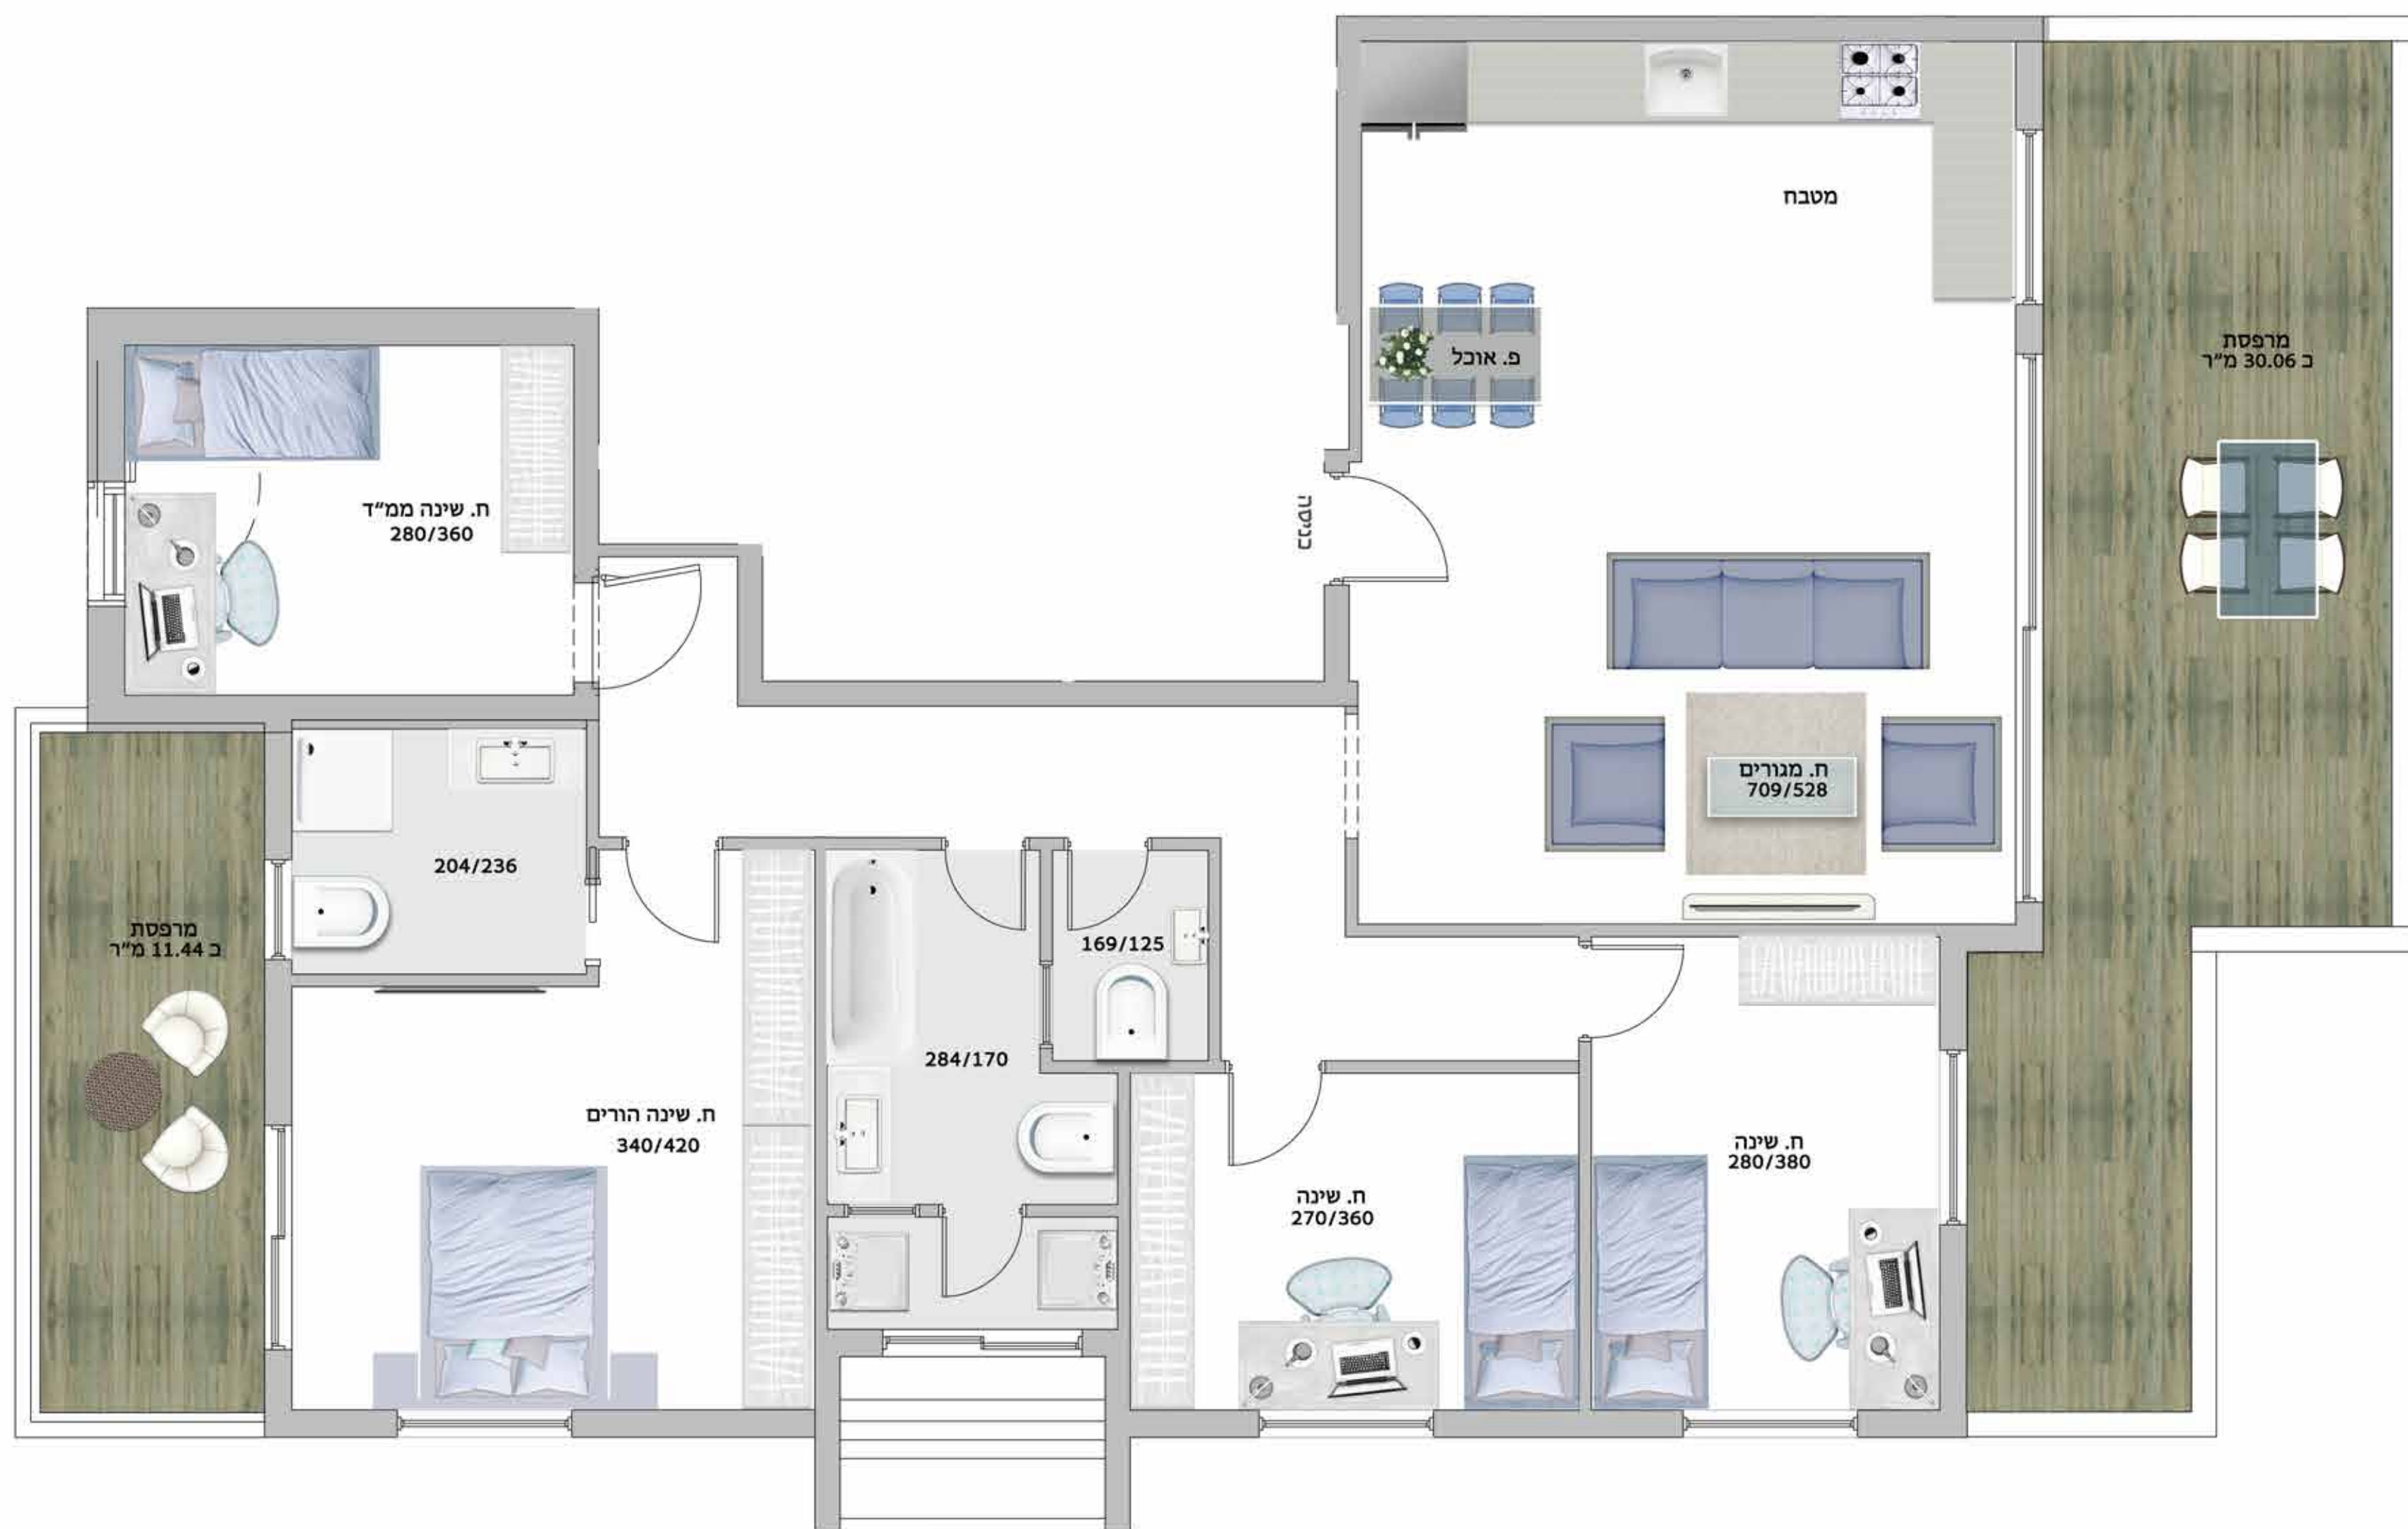 מטבח
פ. אוכל
מרפסת
כ 30.06 מ״ר
כניסה
ח. שינה ממ״ד
280/360
ח. מגורים
709/528
204/236
מרפסת
כ 11.44 מ״ר
169/125
284/170
ח. שינה הורים
340/420
ח. שינה
280/380
ח. שינה
270/360